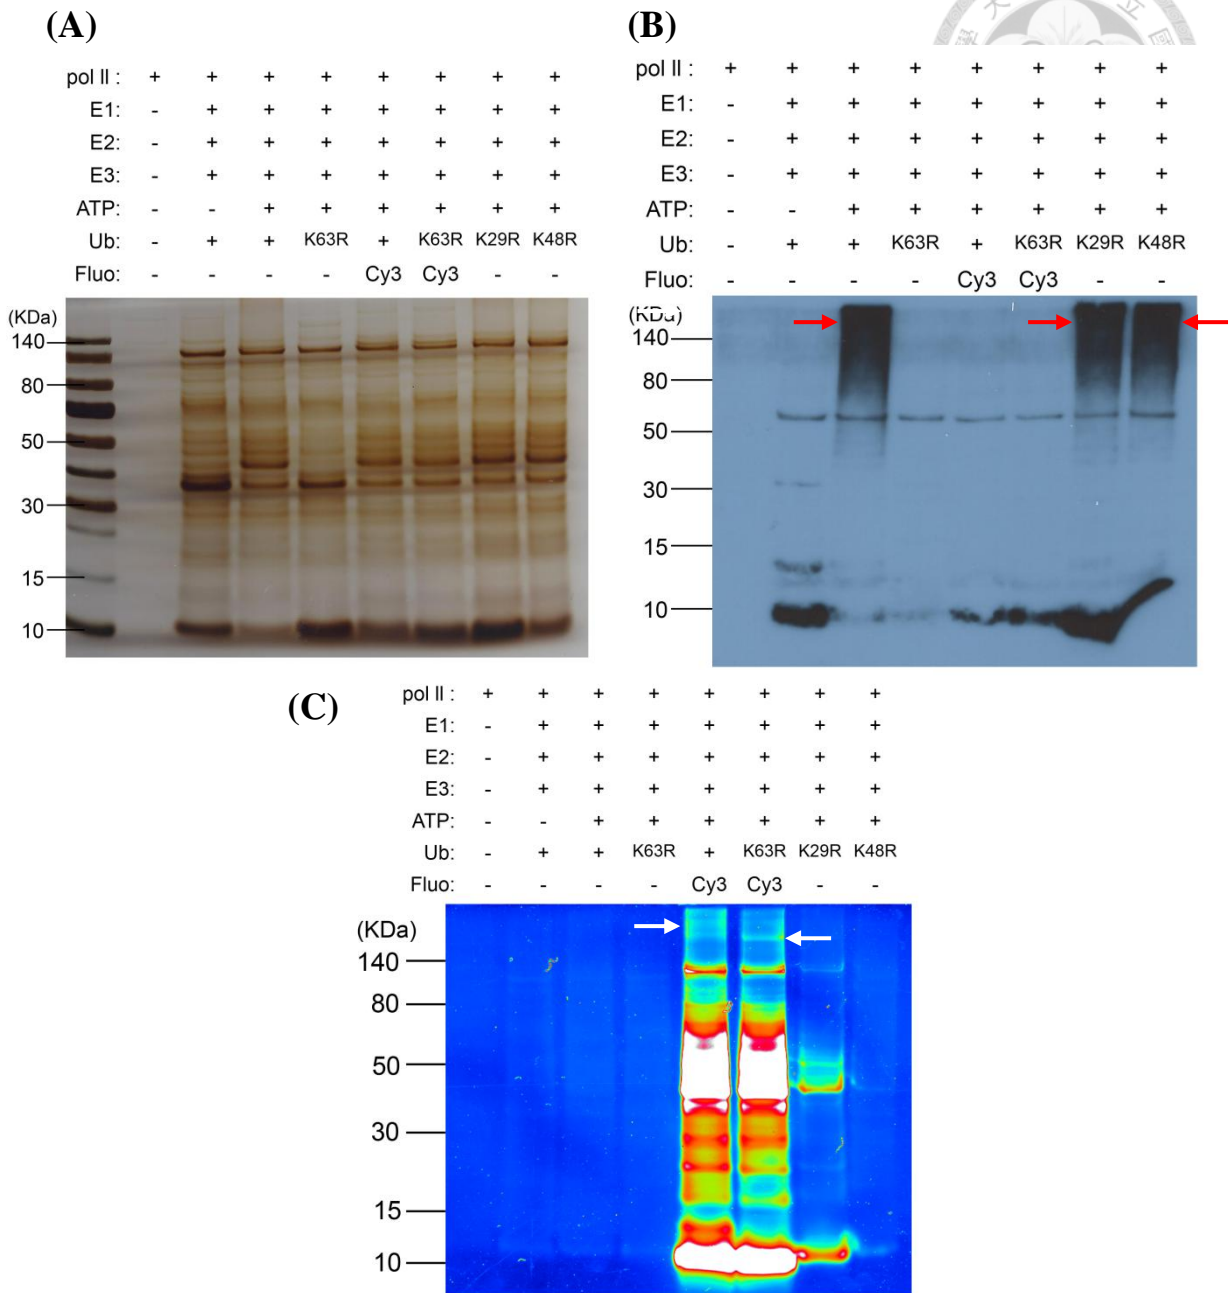 (A)
pol II : + + + + + + + +
E1: - + + + + + + +
E2: - + + + + + + +
E3: - + + + + + + +
ATP: - - + + + + + +
Ub: - + + K63R + K63R K29R K48R
Fluo: - - - - Cy3 Cy3 - -
(KDa)
140
80
50
30
15
10
(B)
pol II : + + + + + + + +
E1: - + + + + + + +
E2: - + + + + + + +
E3: - + + + + + + +
ATP: - - + + + + + +
Ub: - + + K63R + K63R K29R K48R
Fluo: - - - - Cy3 Cy3 - -
(KDa)
140
80
50
30
15
10
(C)
pol II : + + + + + + + +
E1: - + + + + + + +
E2: - + + + + + + +
E3: - + + + + + + +
ATP: - - + + + + + +
Ub: - + + K63R + K63R K29R K48R
Fluo: - - - - Cy3 Cy3 - -
(KDa)
140
80
50
30
15
10